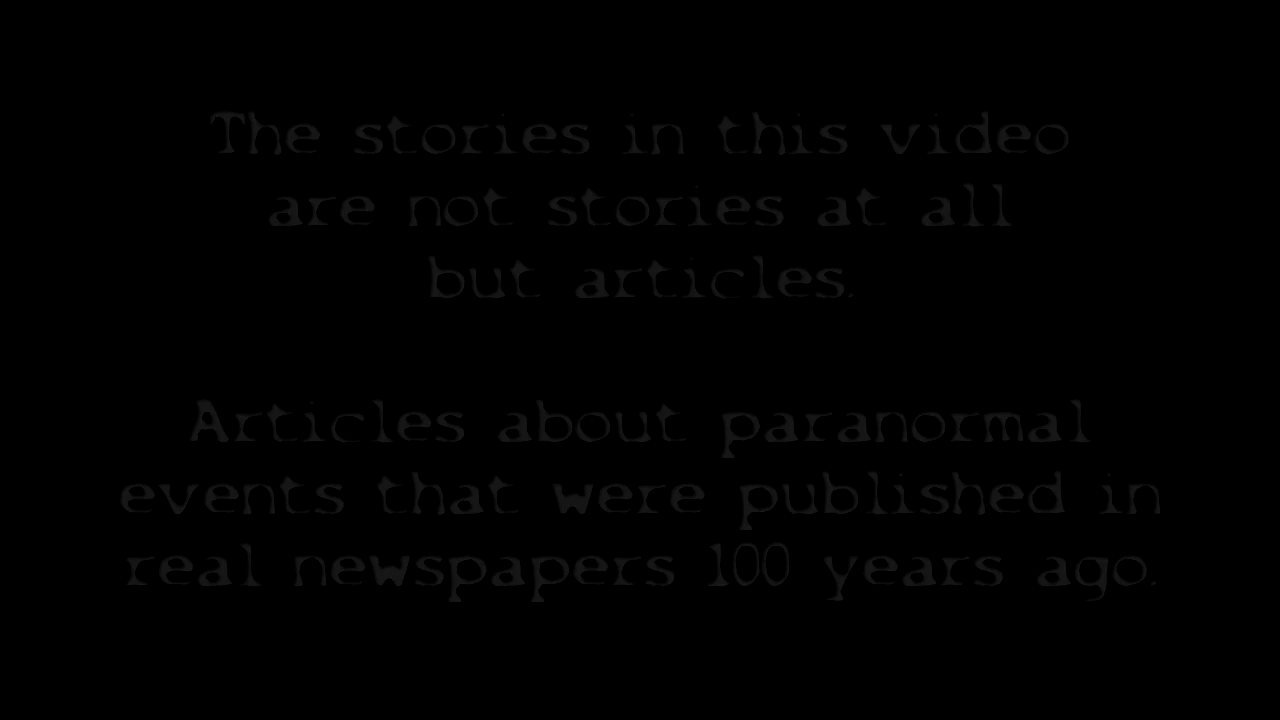 The stories in this video
are not stories at all
but articles.
Articles about paranormal
events that were published in
real newspapers 100 years ago.